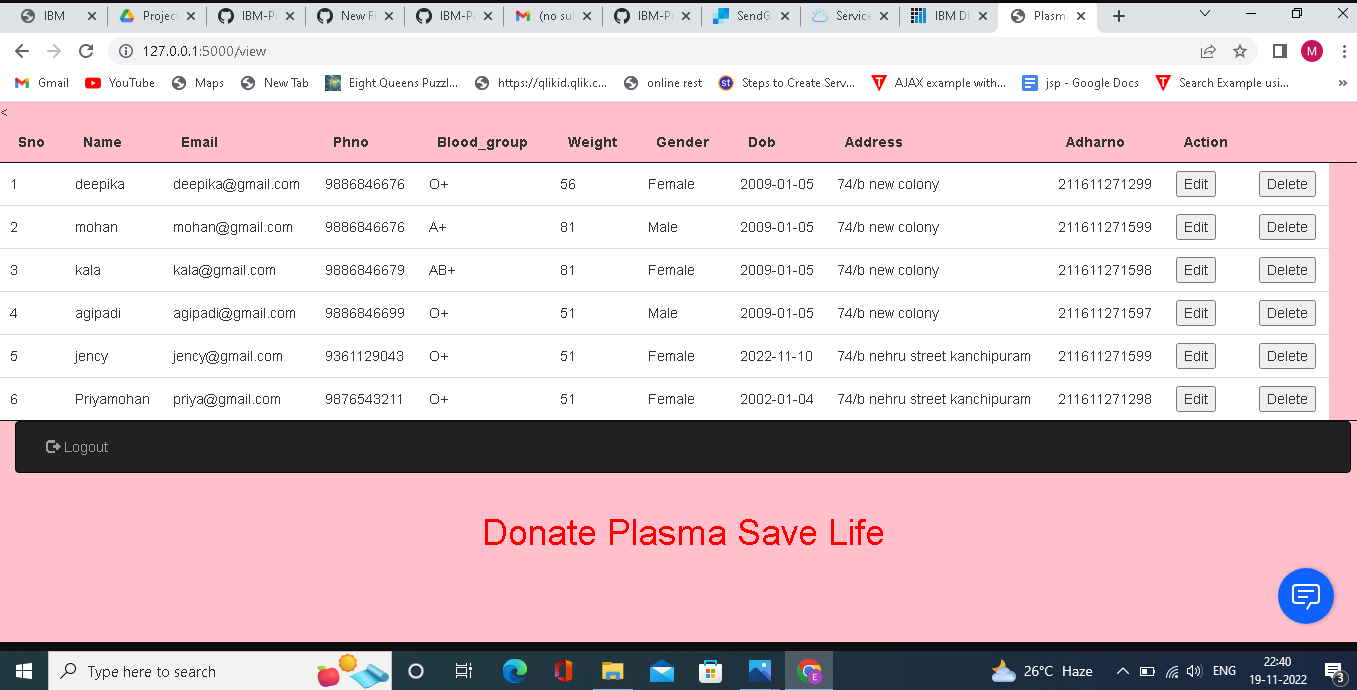 IBM Project IBM-Pr New Fi IBM-Pr (no sub IBM-Pr SendG Service IBM Db Plasm
127.0.0.1:5000/view M
Gmail YouTube Maps New Tab Eight Queens Puzzl... https://qlikid.qlik.c... online rest st Steps to Create Serv... AJAX example with... jsp - Google Docs Search Example usi... »
<
Sno Name Email Phno Blood_group Weight Gender Dob Address Adharno Action
1 deepika deepika@gmail.com 9886846676 O+ 56 Female 2009-01-05 74/b new colony 211611271299 Edit Delete
2 mohan mohan@gmail.com 9886846676 A+ 81 Male 2009-01-05 74/b new colony 211611271599 Edit Delete
3 kala kala@gmail.com 9886846679 AB+ 81 Female 2009-01-05 74/b new colony 211611271598 Edit Delete
4 agipadi agipadi@gmail.com 9886846699 O+ 51 Male 2009-01-05 74/b new colony 211611271597 Edit Delete
5 jency jency@gmail.com 9361129043 O+ 51 Female 2022-11-10 74/b nehru street kanchipuram 211611271599 Edit Delete
6 Priyamohan priya@gmail.com 9876543211 O+ 51 Female 2002-01-04 74/b nehru street kanchipuram 211611271298 Edit Delete
Logout
Donate Plasma Save Life
Type here to search E 26°C Haze ENG 22:40
19-11-2022 3